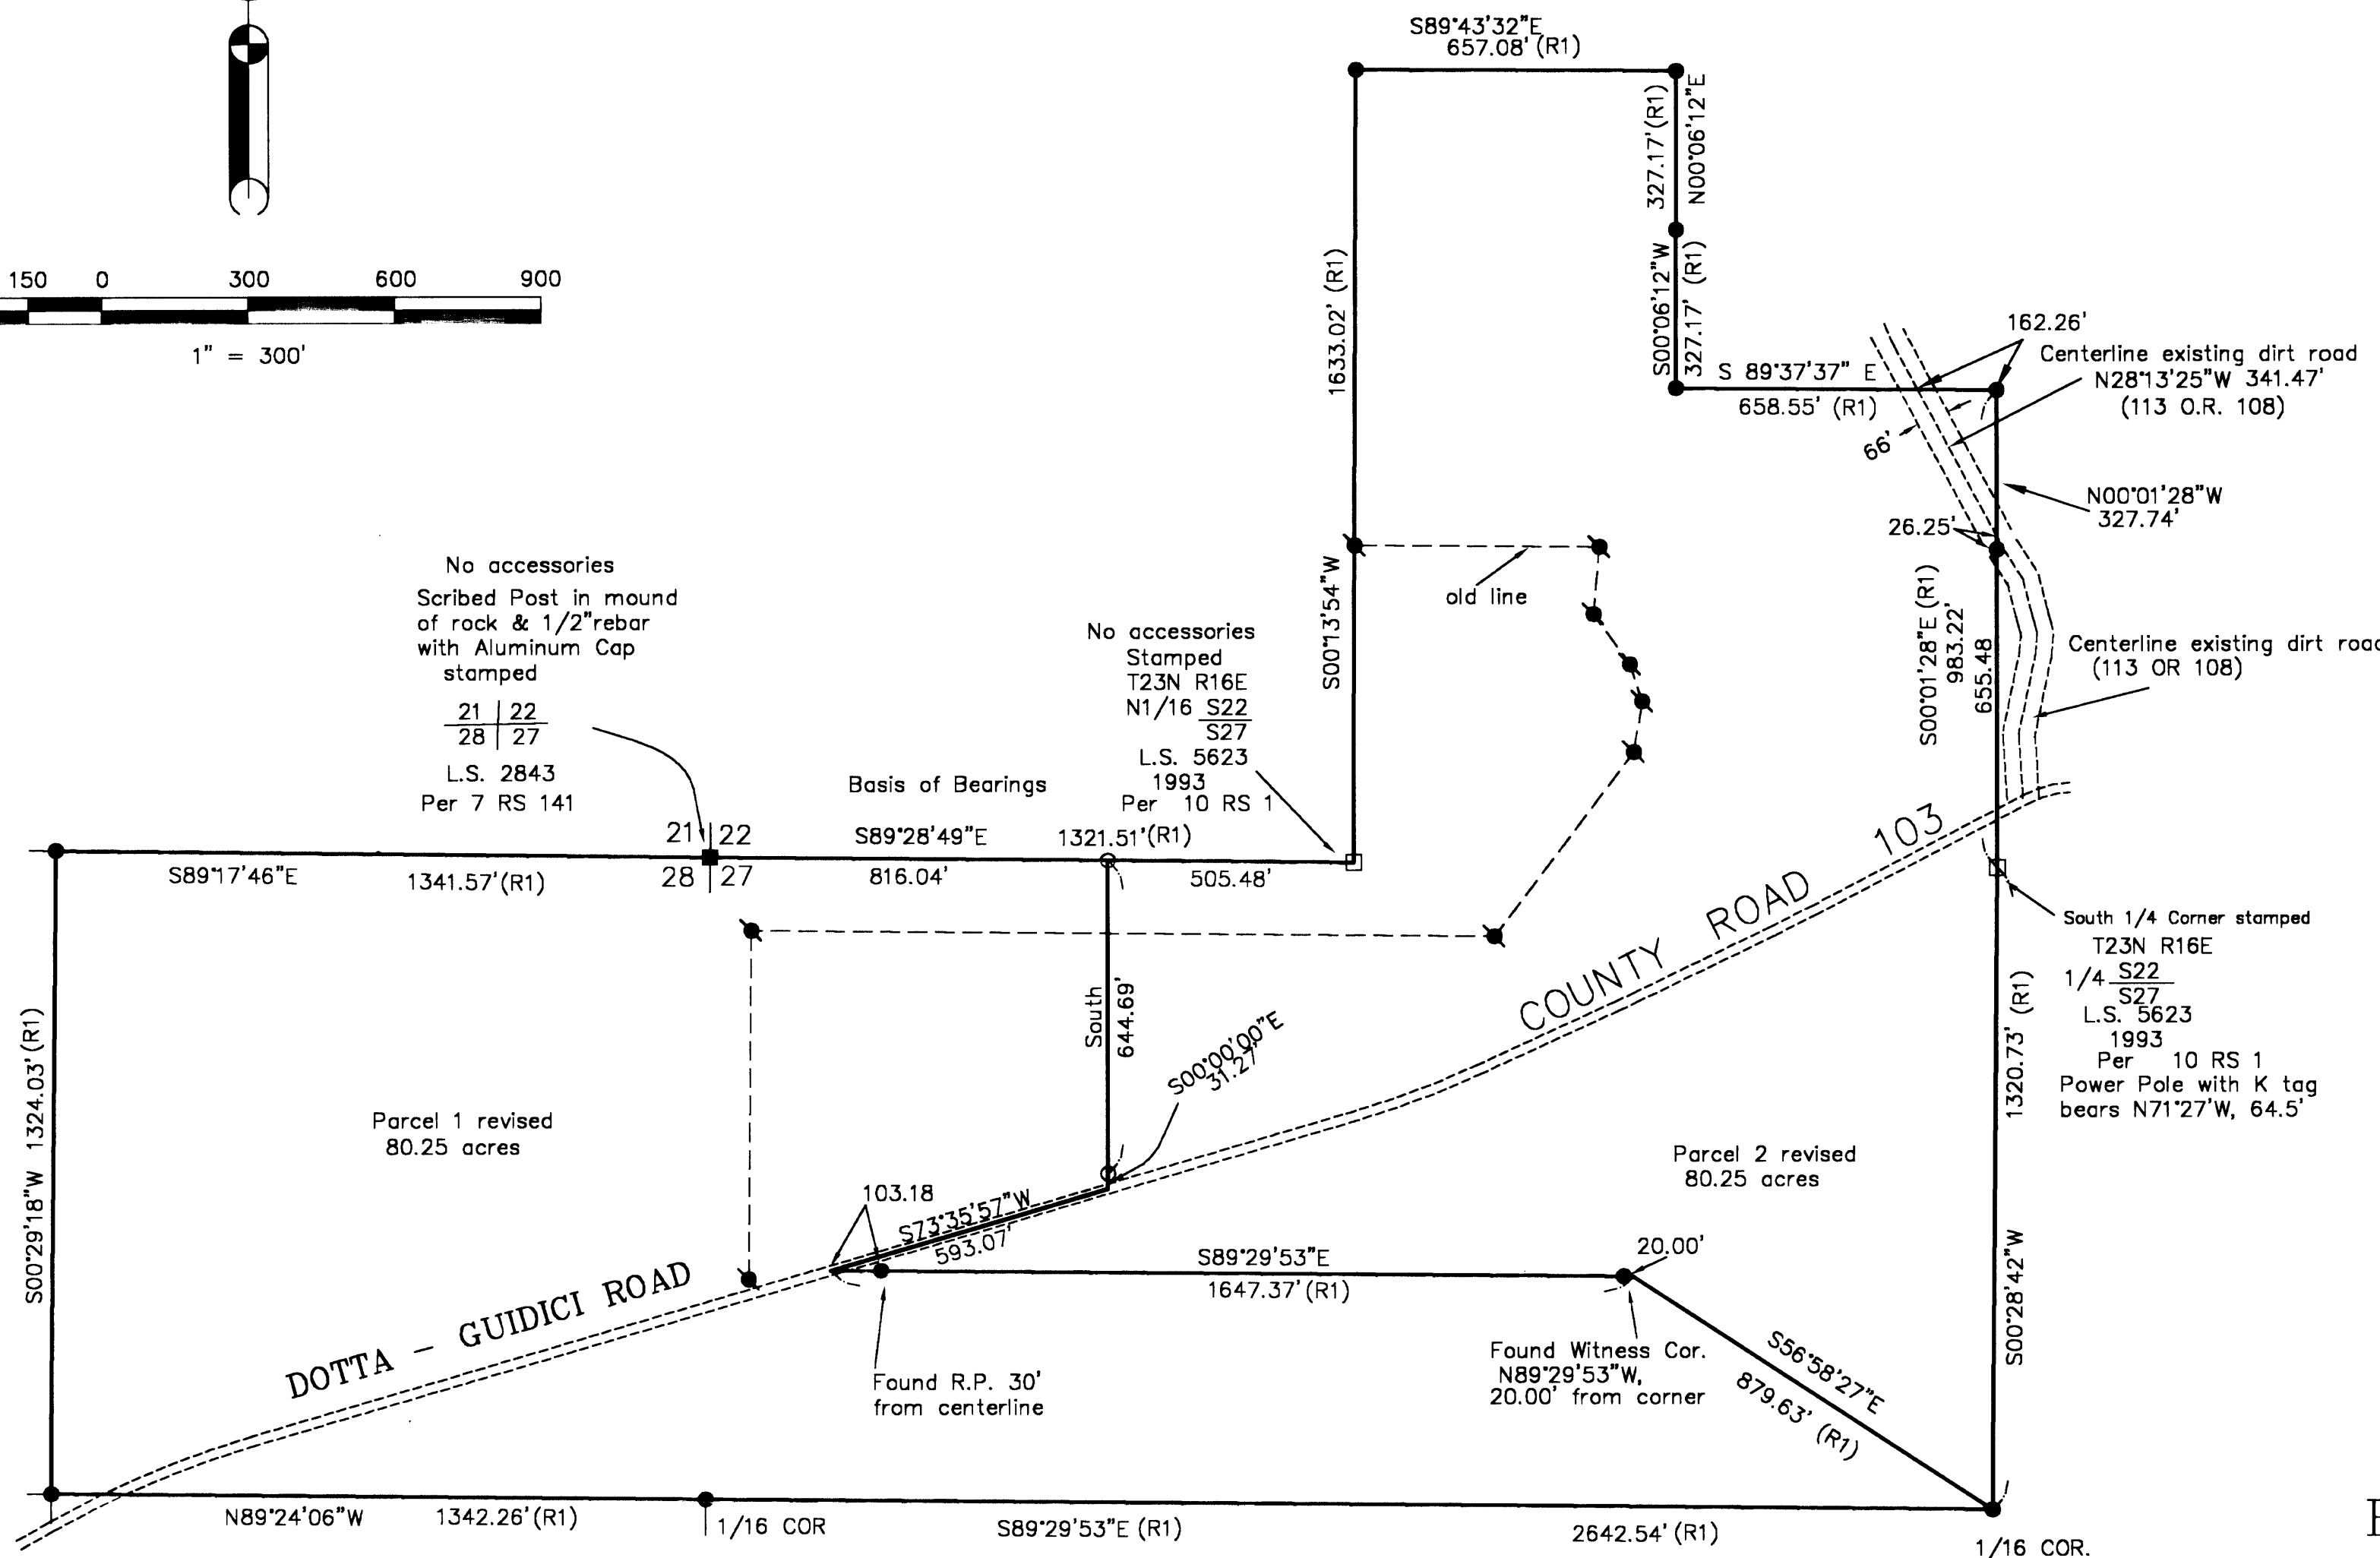 S89°43'32"E
657.08' (R1)
327.17' (R1)
N00°06'12"E
150 0 300 600 900
1" = 300'
1633.02' (R1)
S00°06'12"W
327.17' (R1)
S 89°37'37" E
658.55' (R1)
162.26'
Centerline existing dirt road
N28°13'25"W 341.47'
(113 O.R. 108)
66'
N00°01'28"W
327.74'
26.25'
No accessories
Scribed Post in mound
of rock & 1/2"rebar
with Aluminum Cap
stamped
21 22
28 27
L.S. 2843
Per 7 RS 141
No accessories
Stamped
T23N R16E
N1/16 S22
S27
L.S. 5623
1993
Per 10 RS 1
S00°13'54"W
old line
S00°01'28"E (R1)
983.22'
655.48
Centerline existing dirt road
(113 OR 108)
Basis of Bearings
21 22
28 27
S89°28'49"E
1321.51'(R1)
816.04'
505.48'
S89°17'46"E
1341.57'(R1)
COUNTY ROAD 103
South 1/4 Corner stamped
T23N R16E
1/4 S22
S27
L.S. 5623
1993
Per 10 RS 1
Power Pole with K tag
bears N71°27'W, 64.5'
South
644.69'
S00°00'00"E
31.27'
1324.03' (R1)
S00°29'18"W
1320.73' (R1)
S00°28'42"W
Parcel 1 revised
80.25 acres
Parcel 2 revised
80.25 acres
103.18
S73°35'57"W
593.07'
S89°29'53"E
1647.37'(R1)
20.00'
DOTTA - GUIDICI ROAD
Found R.P. 30'
from centerline
Found Witness Cor.
N89°29'53"W,
20.00' from corner
S56°58'27"E
879.63' (R1)
N89°24'06"W
1342.26'(R1)
1/16 COR
S89°29'53"E (R1)
2642.54' (R1)
1/16 COR.